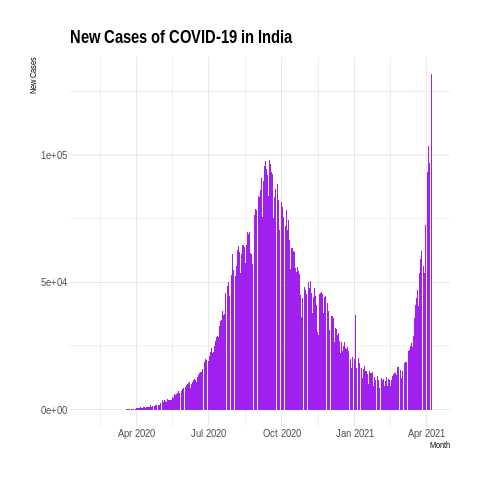 New Cases of COVID-19 in India
New Cases
1e+05
5e+04
0e+00
Apr 2020 Jul 2020 Oct 2020 Jan 2021 Apr 2021
Month